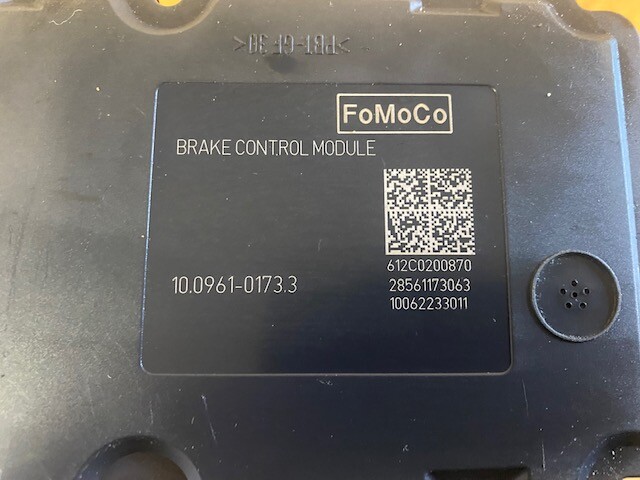 >PBT-GF30<
FoMoCo
BRAKE CONTROL MODULE
612C0200870
10.0961-0173.3
28561173063
10062233011